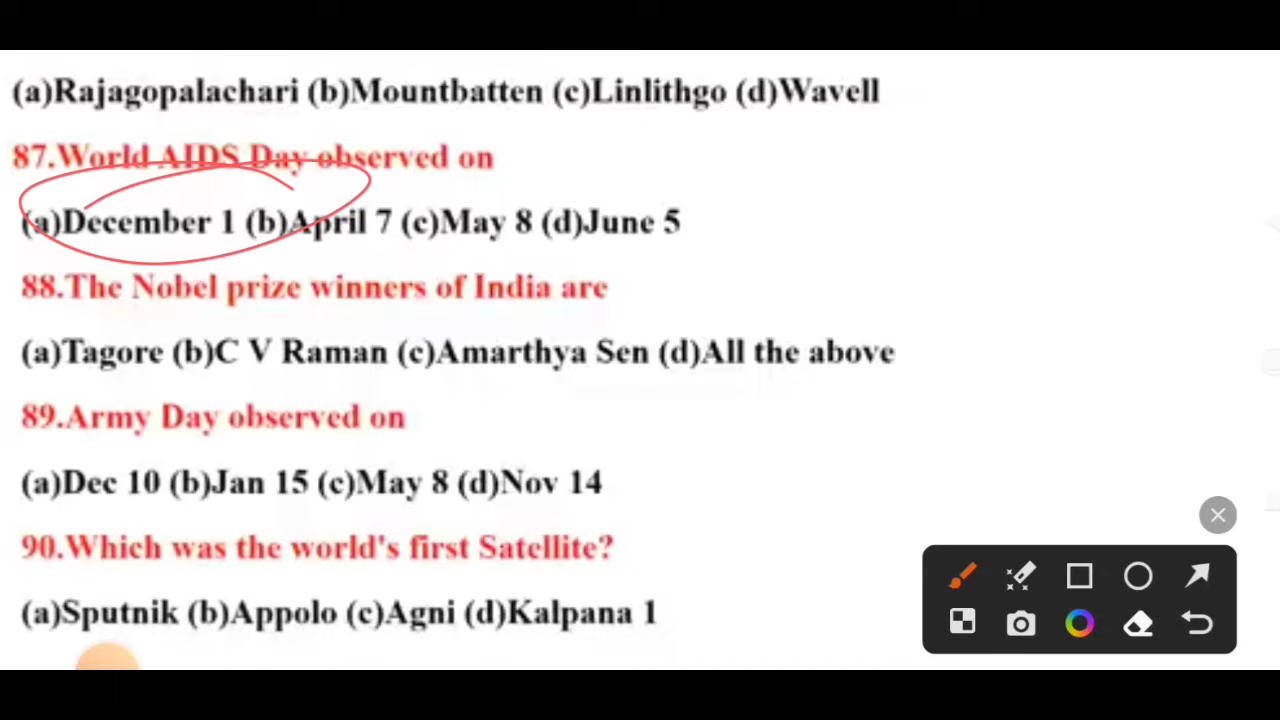 (a)Rajagopalachari (b)Mountbatten (c)Linlithgo (d)Wavell
87.World AIDS Day observed on
(a)December 1 (b)April 7 (c)May 8 (d)June 5
88.The Nobel prize winners of India are
(a)Tagore (b)C V Raman (c)Amarthya Sen (d)All the above
89.Army Day observed on
(a)Dec 10 (b)Jan 15 (c)May 8 (d)Nov 14
90.Which was the world's first Satellite?
(a)Sputnik (b)Appolo (c)Agni (d)Kalpana 1